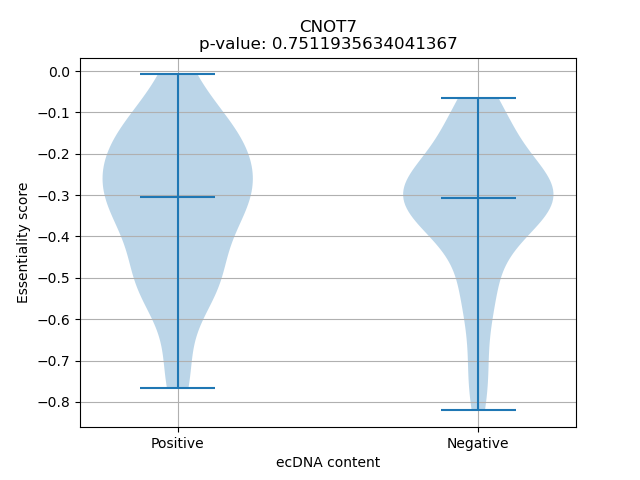 CNOT7
p-value: 0.7511935634041367
0.0
−0.1
−0.2
−0.3
−0.4
−0.5
−0.6
−0.7
−0.8
Essentiality score
Positive
Negative
ecDNA content